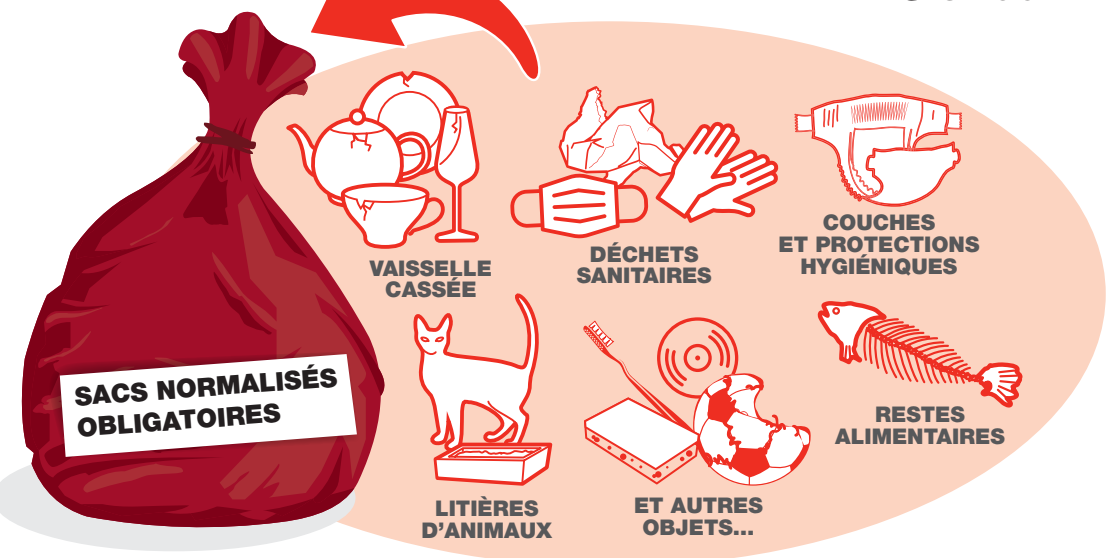 VAISSELLE
CASSÉE
DÉCHETS
SANITAIRES
COUCHES
ET PROTECTIONS
HYGIÉNIQUES
SACS NORMALISÉS
OBLIGATOIRES
LITIÈRES
D'ANIMAUX
ET AUTRES
OBJETS...
RESTES
ALIMENTAIRES